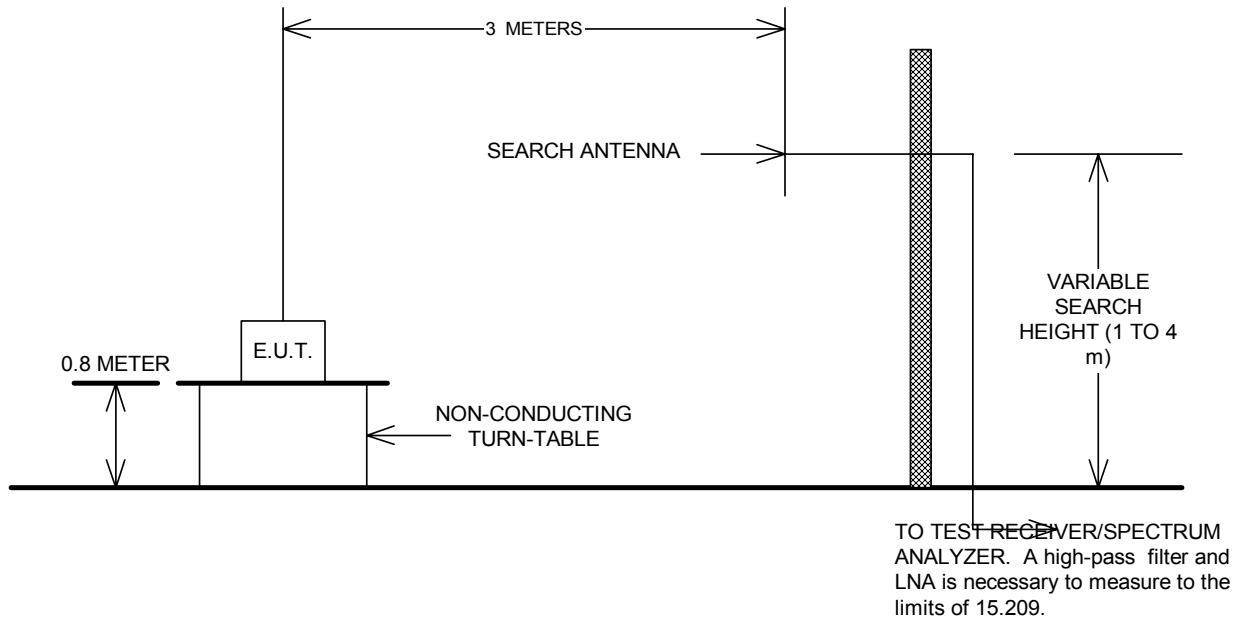 3 METERS
SEARCH ANTENNA
VARIABLE
SEARCH
HEIGHT (1 TO 4
m)
E.U.T.
0.8 METER
NON-CONDUCTING
TURN-TABLE
TO TEST RECEIVER/SPECTRUM
ANALYZER.  A high-pass  filter and
LNA is necessary to measure to the
limits of 15.209.